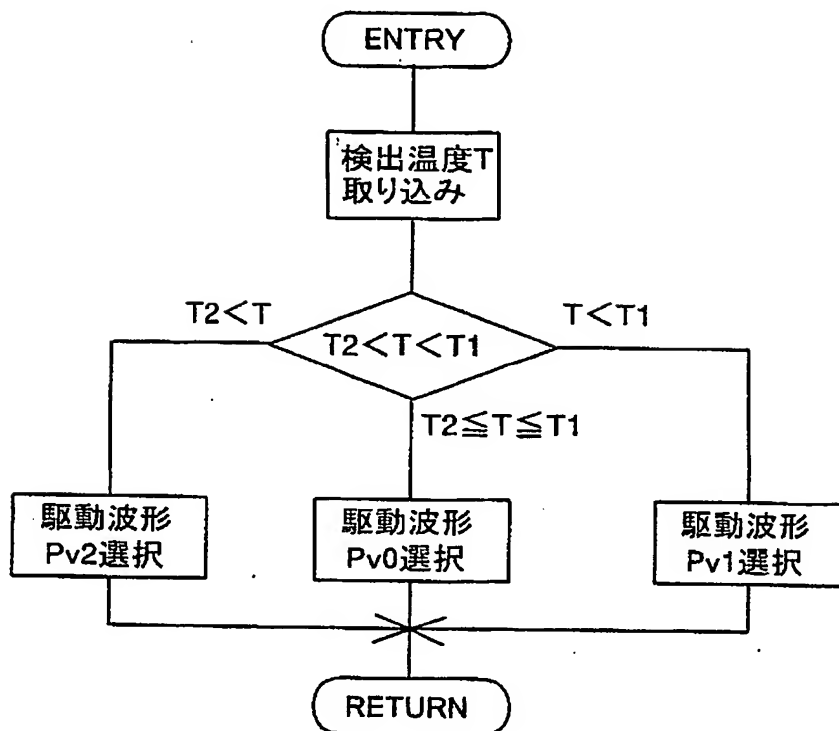 ENTRY
検出温度T
取り込み
T2<T
T<T1
T2<T<T1
T2≦T≦T1
駆動波形
Pv2選択
駆動波形
Pv0選択
駆動波形
Pv1選択
RETURN